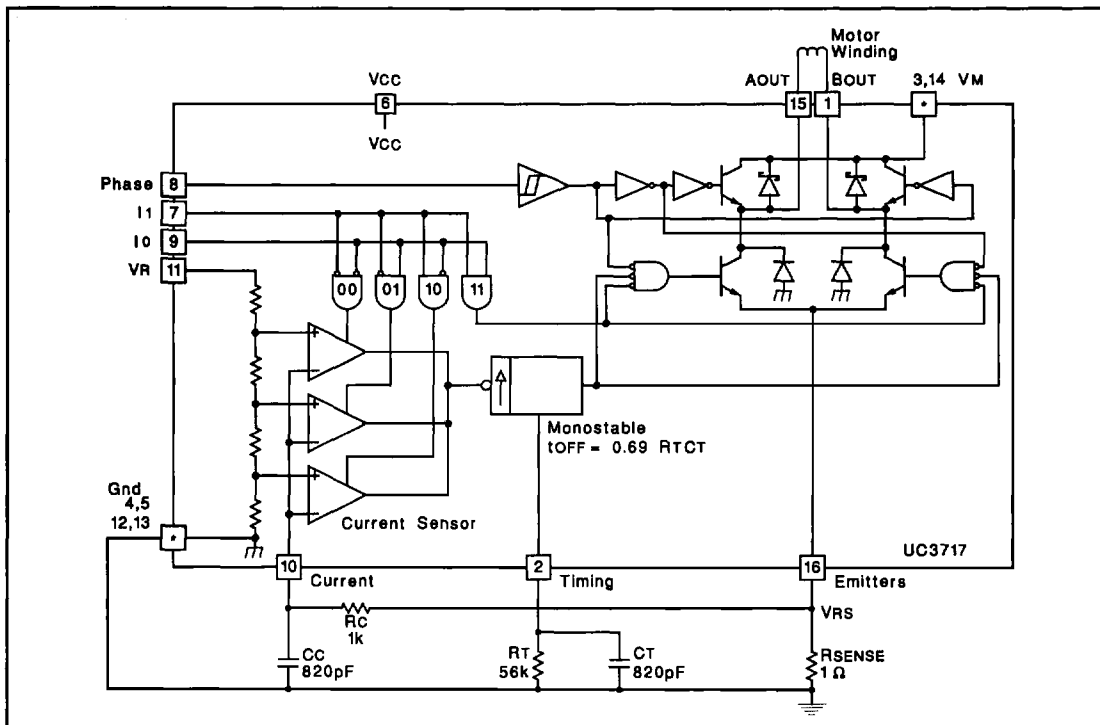 Motor
Winding
VCC
AOUT
BOUT
3,14 VM
6
15
1
*
VCC
Phase
8
I1
7
I0
9
VR
11
00
01
10
11
Monostable
tOFF = 0.69 RTCT
Gnd
4,5
12,13
*
Current Sensor
UC3717
10
Current
2
Timing
16
Emitters
RC
1k
VRS
CC
820pF
RT
56k
CT
820pF
RSENSE
1 Ω